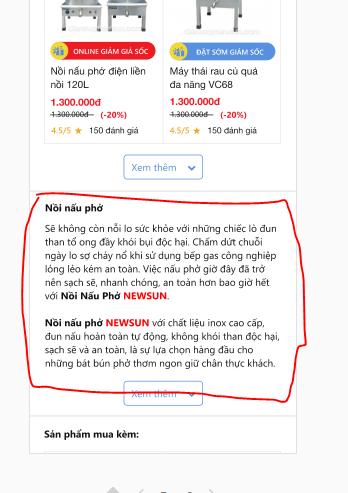 ONLINE GIẢM GIÁ SỐC
ĐẶT SỚM GIẢM SỐC
Nồi nấu phở điện liền
nồi 120L
Máy thái rau củ quả
đa năng VC68
1.300.000đ
1.300.000đ
1.300.000đ (-20%)
1.300.000đ (-20%)
4.5/5 ★ 150 đánh giá
4.5/5 ★ 150 đánh giá
Xem thêm
Nồi nấu phở
Sẽ không còn nỗi lo sức khỏe với những chiếc lò đun
than tổ ong đầy khói bụi độc hại. Chấm dứt chuỗi
ngày lo sợ cháy nổ khi sử dụng bếp gas công nghiệp
lỏng lẻo kém an toàn. Việc nấu phở giờ đây đã trở
nên sạch sẽ, nhanh chóng, an toàn hơn bao giờ hết
với Nồi Nấu Phở NEWSUN.
Nồi nấu phở NEWSUN với chất liệu inox cao cấp,
đun nấu hoàn toàn tự động, không khói than độc hại,
sạch sẽ và an toàn, là sự lựa chọn hàng đầu cho
những bát bún phở thơm ngon giữ chân thực khách.
Xem thêm
Sản phẩm mua kèm: